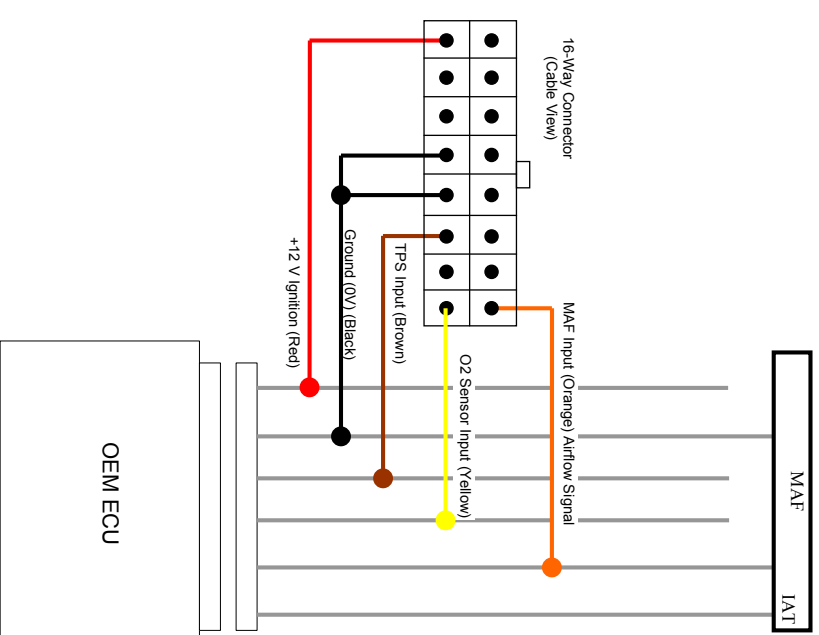 16-Way Connector
(Cable View)
+12 V Ignition (Red)
Ground (0V) (Black)
TPS Input (Brown)
O2 Sensor Input (Yellow)
MAF Input (Orange) Airflow Signal
OEM ECU
MAF
IAT